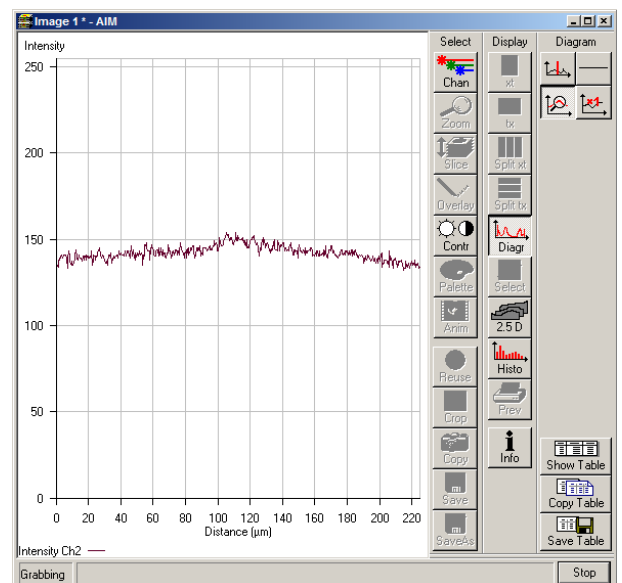 Image 1 * - AIM
Intensity
250
200
150
100
50
0
0 20 40 60 80 100 120 140 160 180 200 220
Distance (µm)
Intensity Ch2
Select
Chan
Zoom
Slice
Overlay
Contr
Palette
Anim
Reuse
Crop
Copy
Save
SaveAs
Display
xt
tx
Split xt
Split tx
Diagr
Select
2.5 D
Histo
Prev
Info
Diagram
Show Table
Copy Table
Save Table
Grabbing
Stop